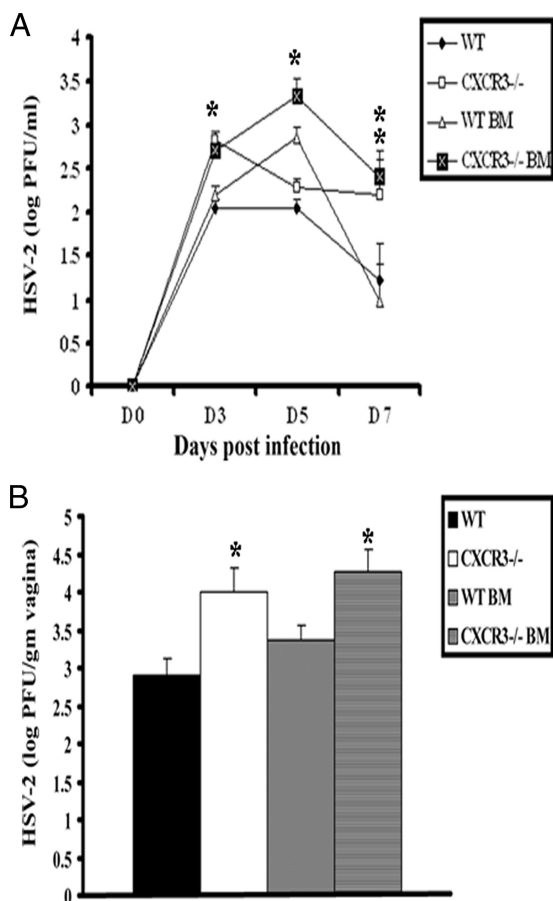 A
HSV-2 (log PFU/ml)
4
3.5
3
2.5
2
1.5
1
0.5
0
*
*
*
*
D0 D3 D5 D7
Days post infection
WT
CXCR3-/-
WT BM
CXCR3-/- BM
B
HSV-2 (log PFU/gm vagina)
5
4.5
4
3.5
3
2.5
2
1.5
1
0.5
0
*
*
WT
CXCR3-/-
WT BM
CXCR3-/- BM